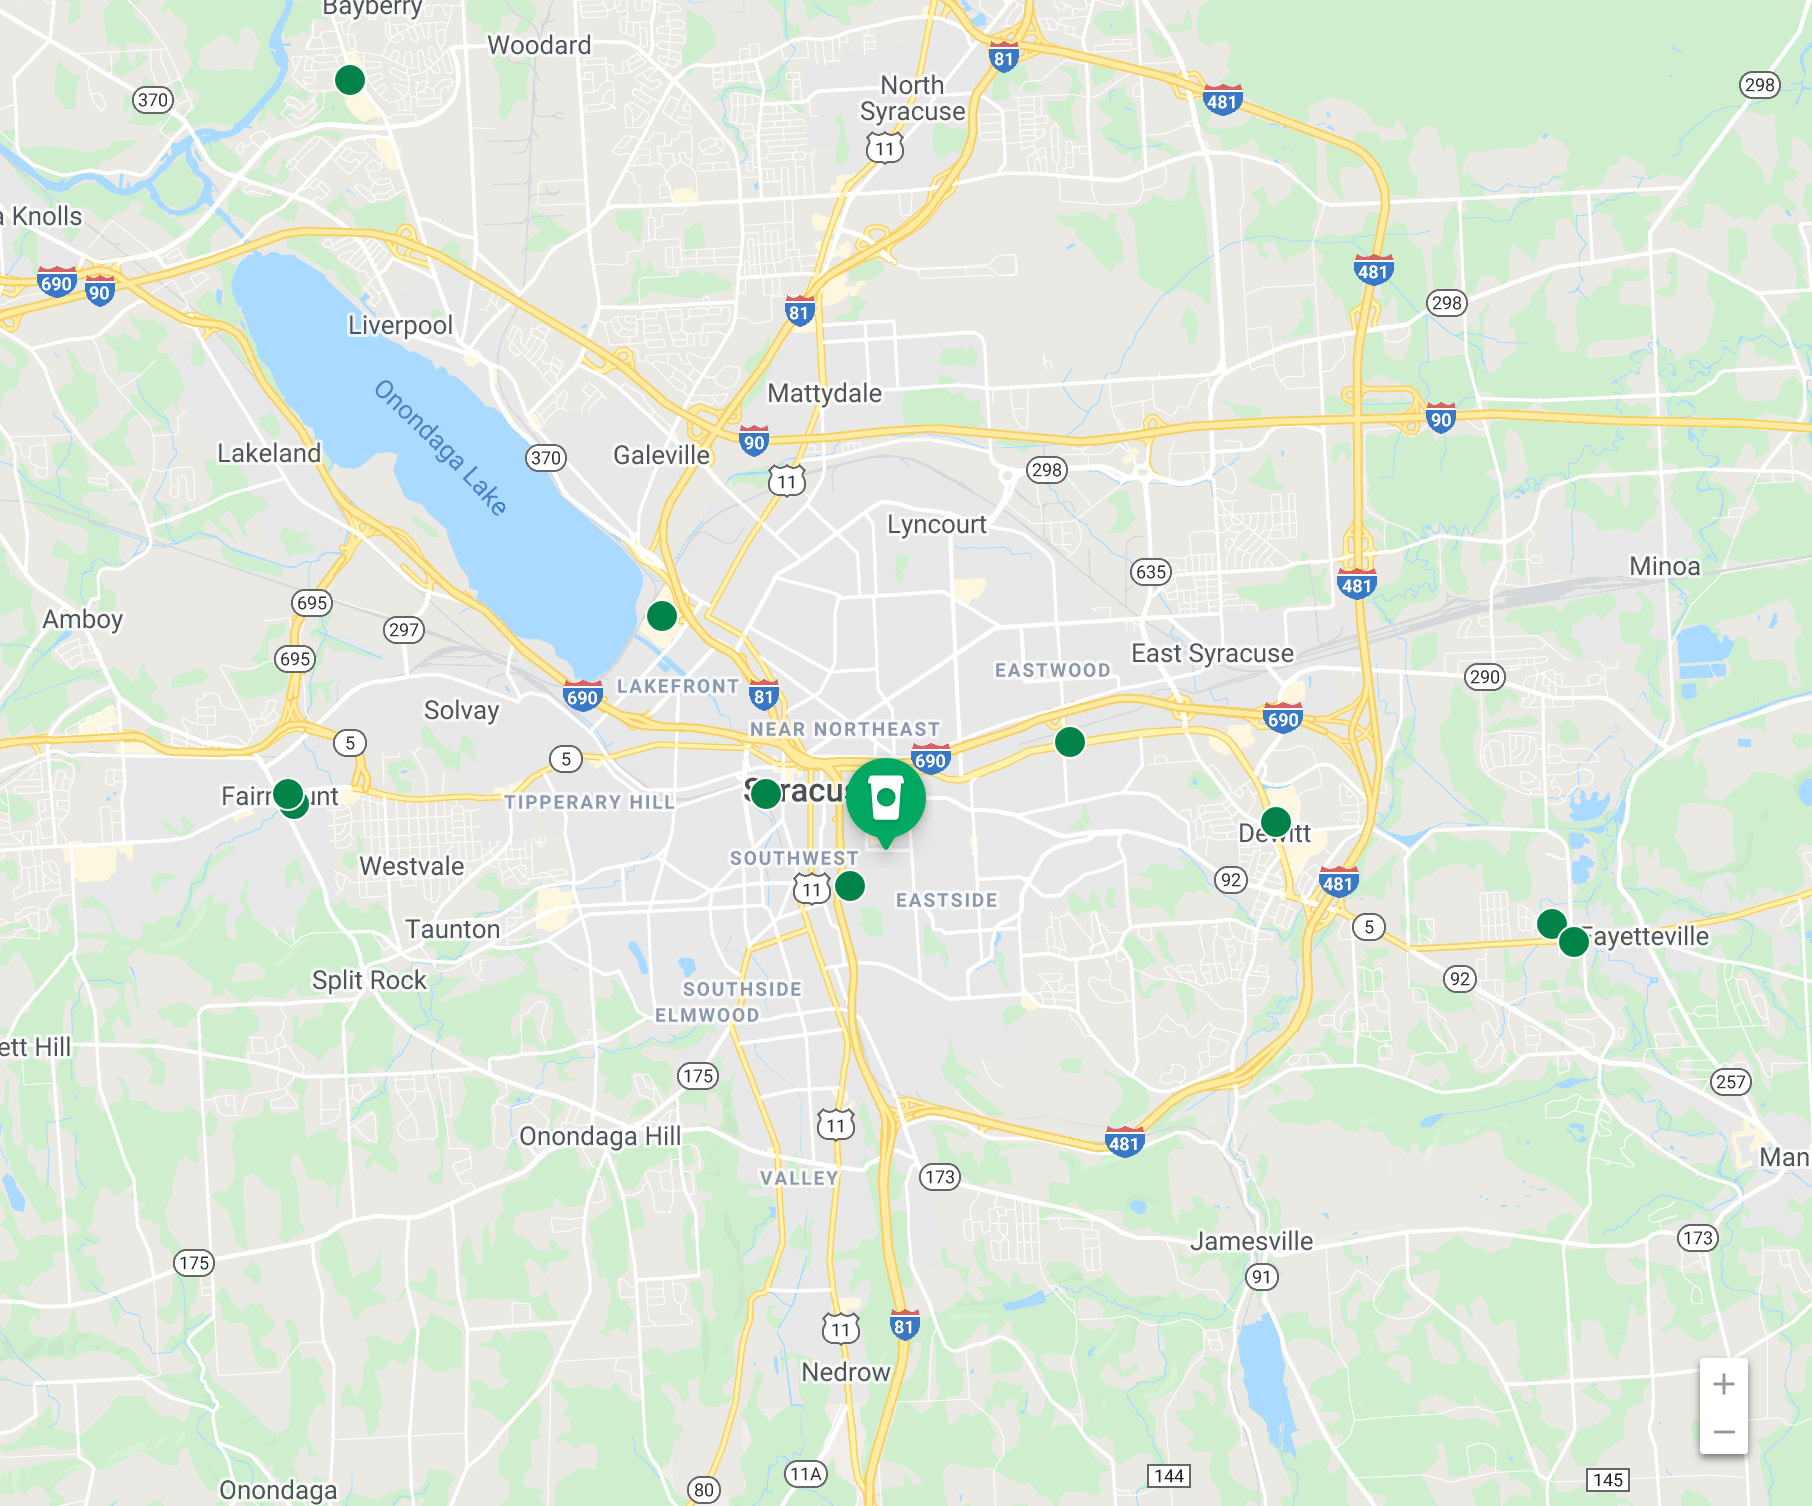 Bayberry
Woodard
81
North
Syracuse
298
370
481
11
a Knolls
690
90
481
298
81
Liverpool
Mattydale
Onondaga Lake
90
90
Lakeland
370
Galeville
298
11
Lyncourt
635
481
Minoa
695
Amboy
297
695
East Syracuse
EASTWOOD
290
LAKEFRONT
690
81
Solvay
690
NEAR NORTHEAST
5
5
690
Fairmount
TIPPERARY HILL
Syracuse
Dewitt
Westvale
SOUTHWEST
11
92
481
EASTSIDE
Taunton
5
Fayetteville
Split Rock
92
SOUTHSIDE
ELMWOOD
ett Hill
175
257
11
Onondaga Hill
481
Man
VALLEY
173
Jamesville
173
175
91
11
81
Nedrow
+
−
11A
144
145
Onondaga
80